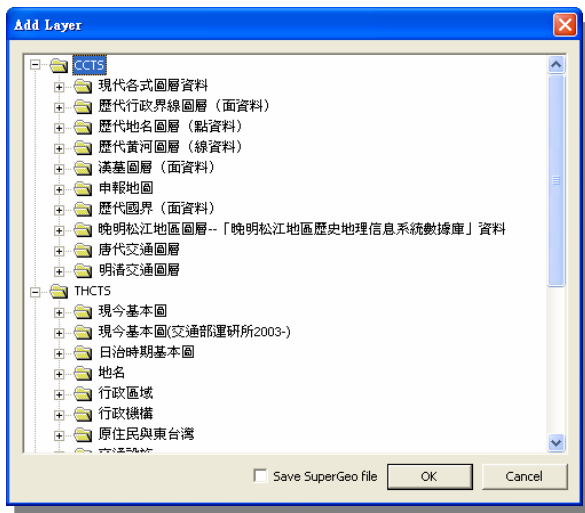 Add Layer
CCTS
現代各式圖層資料
歷代行政界線圖層（面資料）
歷代地名圖層（點資料）
歷代黃河圖層（線資料）
漢墓圖層（面資料）
申報地圖
歷代國界（面資料）
晚明松江地區圖層--「晚明松江地區歷史地理信息系統數據庫」資料
唐代交通圖層
明清交通圖層
THCTS
現今基本圖
現今基本圖(交通部運研所2003-)
日治時期基本圖
地名
行政區域
行政機構
原住民與東台灣
Save SuperGeo file OK Cancel